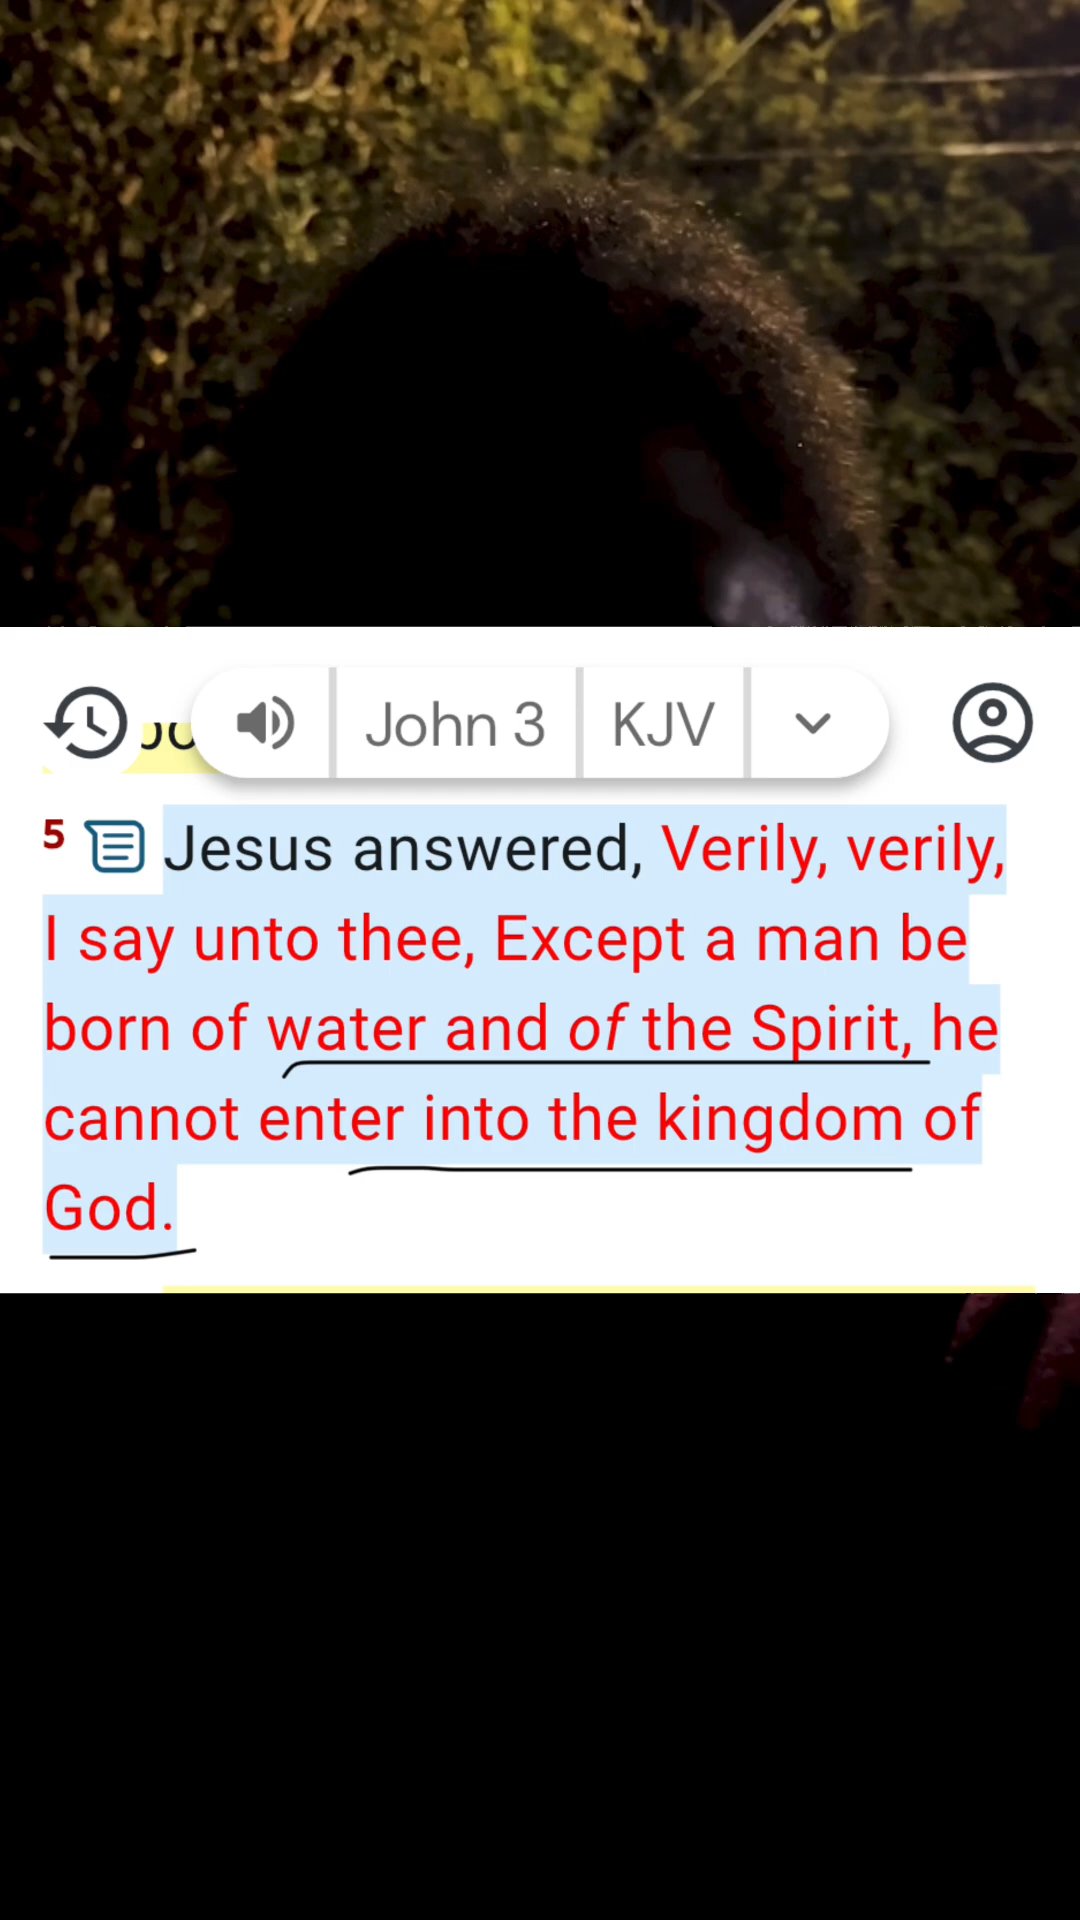 John 3 KJV
5 Jesus answered, Verily, verily,
I say unto thee, Except a man be
born of water and of the Spirit, he
cannot enter into the kingdom of
God.